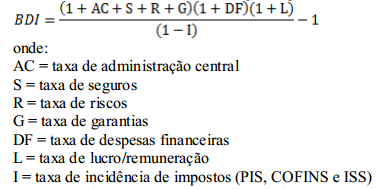 BDI = (1 + AC + S + R + G)(1 + DF)(1 + L) / (1 − I) − 1
onde:
AC = taxa de administração central
S = taxa de seguros
R = taxa de riscos
G = taxa de garantias
DF = taxa de despesas financeiras
L = taxa de lucro/remuneração
I = taxa de incidência de impostos (PIS, COFINS e ISS)